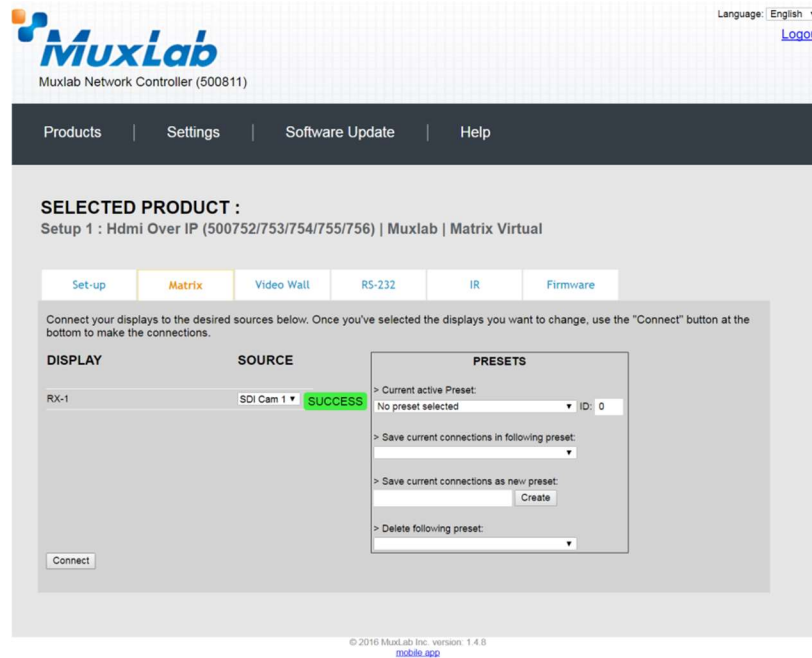 Language: English
Logou
MuxLab
Muxlab Network Controller (500811)
Products | Settings | Software Update | Help
SELECTED PRODUCT :
Setup 1 : Hdmi Over IP (500752/753/754/755/756) | Muxlab | Matrix Virtual
Set-up Matrix Video Wall RS-232 IR Firmware
Connect your displays to the desired sources below. Once you've selected the displays you want to change, use the "Connect" button at the
bottom to make the connections.
DISPLAY SOURCE PRESETS
> Current active Preset:
RX-1 SDI Cam 1 SUCCESS No preset selected ID: 0
> Save current connections in following preset:
> Save current connections as new preset:
Create
> Delete following preset:
Connect
© 2016 MuxLab Inc. version: 1.4.8
mobile app